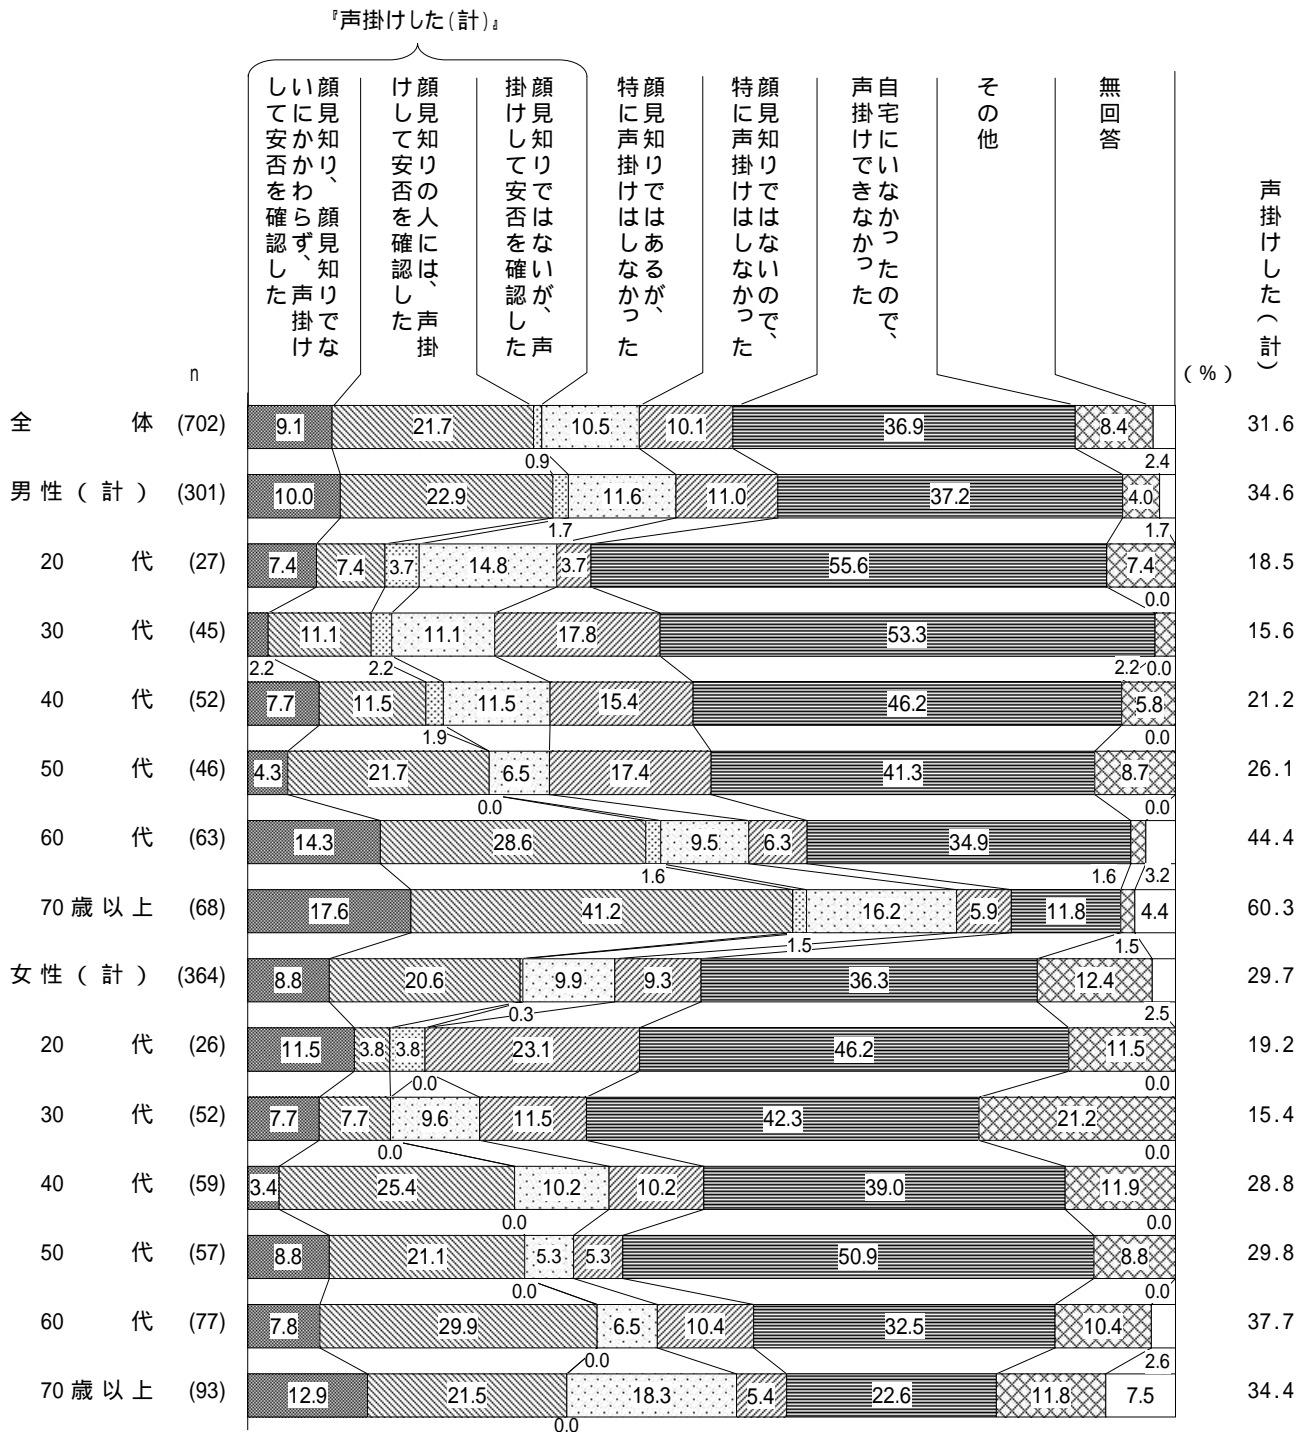 『声掛けした(計)』
顔見知り、顔見知りでな
いにかかわらず、声掛け
して安否を確認した
顔見知りの人には、声掛
けして安否を確認した
顔見知りではないが、声
掛けして安否を確認した
顔見知りではあるが、
特に声掛けはしなかった
顔見知りではないので、
特に声掛けはしなかった
自宅にいなかったので、
声掛けできなかった
その他
無回答
声掛けした(計)
n
(%)
全 体 (702) 9.1 21.7 10.5 10.1 36.9 8.4 31.6
0.9 2.4
男性(計) (301) 10.0 22.9 11.6 11.0 37.2 4.0 34.6
1.7 1.7
20 代 (27) 7.4 7.4 3.7 14.8 3.7 55.6 7.4 18.5
0.0
30 代 (45) 11.1 11.1 17.8 53.3 15.6
2.2 2.2 2.2 0.0
40 代 (52) 7.7 11.5 11.5 15.4 46.2 5.8 21.2
1.9 0.0
50 代 (46) 4.3 21.7 6.5 17.4 41.3 8.7 26.1
0.0 0.0
60 代 (63) 14.3 28.6 9.5 6.3 34.9 44.4
1.6 1.6 3.2
70歳以上 (68) 17.6 41.2 16.2 5.9 11.8 4.4 60.3
1.5 1.5
女性(計) (364) 8.8 20.6 9.9 9.3 36.3 12.4 29.7
0.3 2.5
20 代 (26) 11.5 3.8 3.8 23.1 46.2 11.5 19.2
0.0 0.0
30 代 (52) 7.7 7.7 9.6 11.5 42.3 21.2 15.4
0.0 0.0
40 代 (59) 3.4 25.4 10.2 10.2 39.0 11.9 28.8
0.0 0.0
50 代 (57) 8.8 21.1 5.3 5.3 50.9 8.8 29.8
0.0 0.0
60 代 (77) 7.8 29.9 6.5 10.4 32.5 10.4 37.7
0.0 2.6
70歳以上 (93) 12.9 21.5 18.3 5.4 22.6 11.8 7.5 34.4
0.0